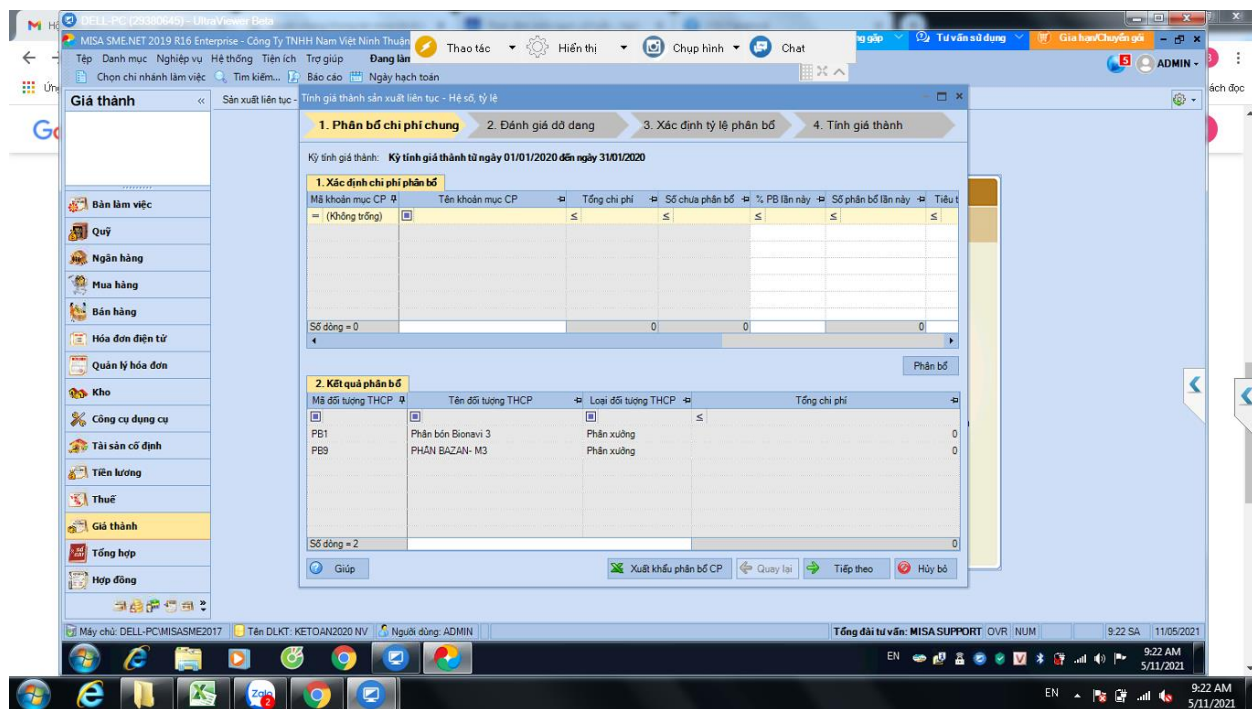 DELL-PC (29380645) - UltraViewer Beta
MISA SME.NET 2019 R16 Enterprise - Công Ty TNHH Nam Việt Ninh Thuận
Thao tác Hiển thị Chụp hình Chat
Tư vấn sử dụng Gia hạn/Chuyển gói
Tệp Danh mục Nghiệp vụ Hệ thống Tiện ích Trợ giúp
5 ADMIN
Chọn chi nhánh làm việc Tìm kiếm... Báo cáo Ngày hạch toán
ách đọc
Giá thành «
Sản xuất liên tục -
Tính giá thành sản xuất liên tục - Hệ số, tỷ lệ
1. Phân bổ chi phí chung 2. Đánh giá dở dang 3. Xác định tỷ lệ phân bổ 4. Tính giá thành
Kỳ tính giá thành: Kỳ tính giá thành từ ngày 01/01/2020 đến ngày 31/01/2020
1. Xác định chi phí phân bổ
Mã khoản mục CP Tên khoản mục CP Tổng chi phí Số chưa phân bổ % PB lần này Số phân bổ lần này Tiêu t
= (Không trống) ≤ ≤ ≤ ≤ ≤
Số dòng = 0 0 0 0
Phân bổ
2. Kết quả phân bổ
Mã đối tượng THCP Tên đối tượng THCP Loại đối tượng THCP Tổng chi phí
≤
PB1 Phân bón Bionavi 3 Phân xưởng 0
PB9 PHÂN BAZAN- M3 Phân xưởng 0
Số dòng = 2 0
Giúp Xuất khẩu phân bổ CP Quay lại Tiếp theo Hủy bỏ
Bàn làm việc
Quỹ
Ngân hàng
Mua hàng
Bán hàng
Hóa đơn điện tử
Quản lý hóa đơn
Kho
Công cụ dụng cụ
Tài sản cố định
Tiền lương
Thuế
Giá thành
Tổng hợp
Hợp đồng
Máy chủ: DELL-PC\MISASME2017 Tên DLKT: KETOAN2020 NV Người dùng: ADMIN Tổng đài tư vấn: MISA SUPPORT OVR NUM 9:22 SA 11/05/2021
EN 9:22 AM
5/11/2021
Zalo 2
EN 9:22 AM
5/11/2021